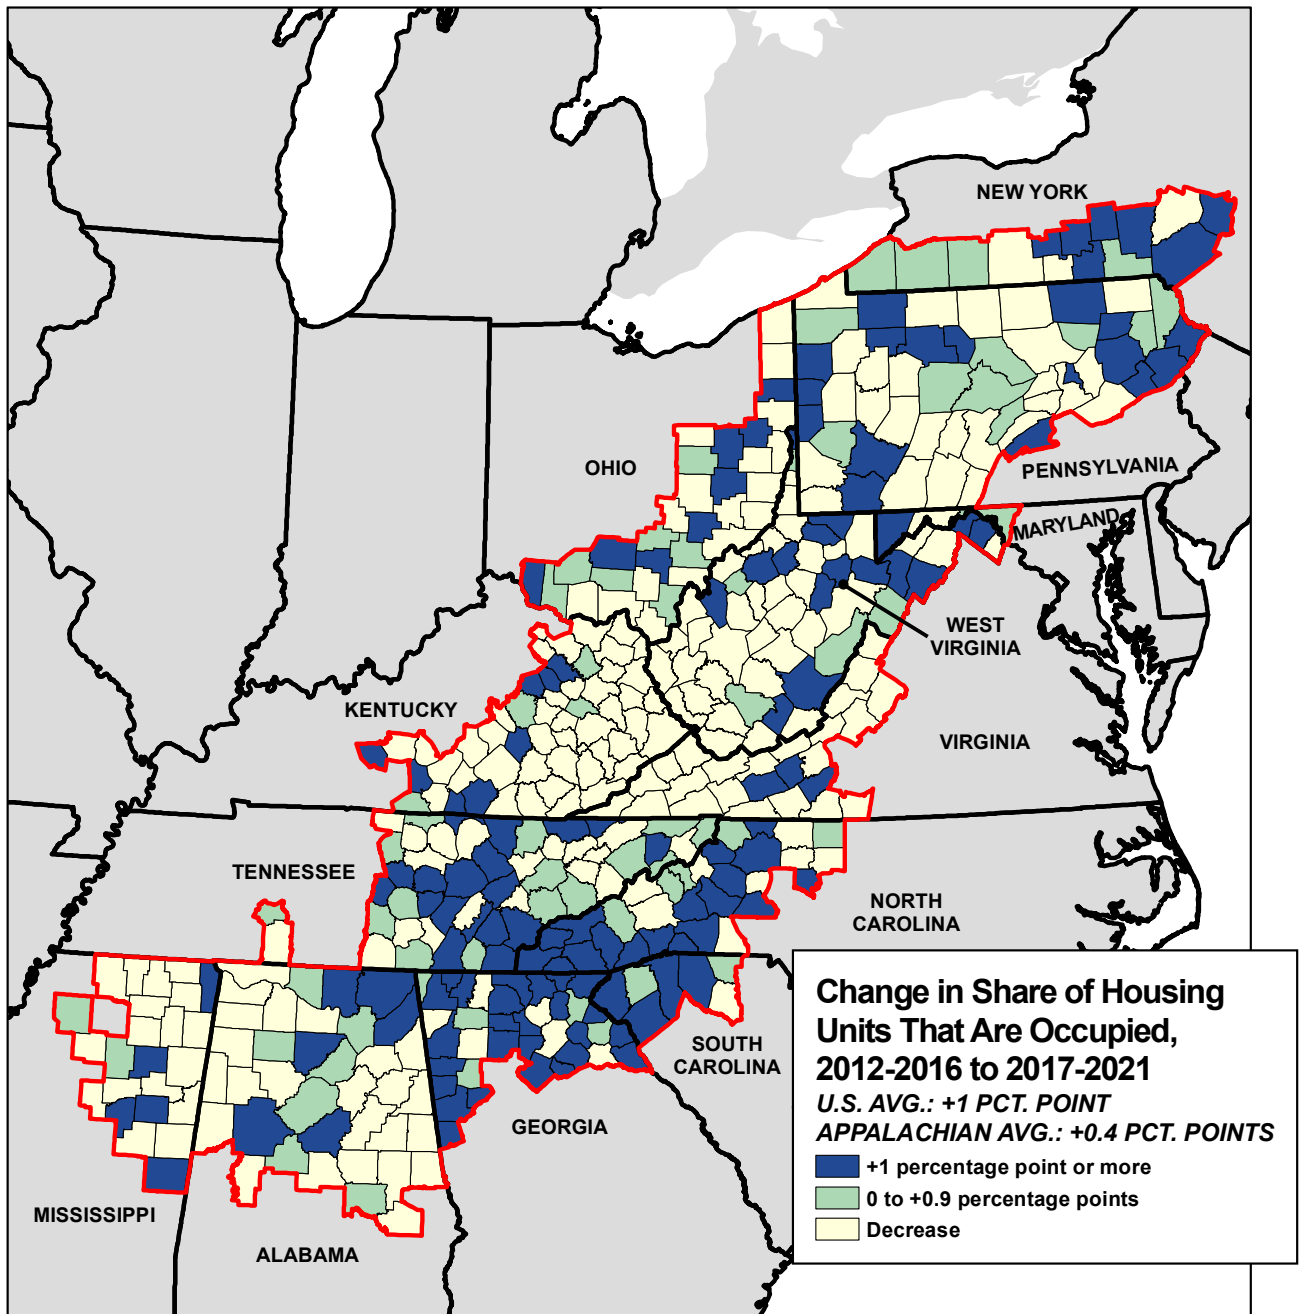 NEW YORK
OHIO
PENNSYLVANIA
MARYLAND
WEST
VIRGINIA
KENTUCKY
VIRGINIA
TENNESSEE
NORTH
CAROLINA
SOUTH
CAROLINA
GEORGIA
MISSISSIPPI
ALABAMA
Change in Share of Housing
Units That Are Occupied,
2012-2016 to 2017-2021
U.S. AVG.: +1 PCT. POINT
APPALACHIAN AVG.: +0.4 PCT. POINTS
+1 percentage point or more
0 to +0.9 percentage points
Decrease